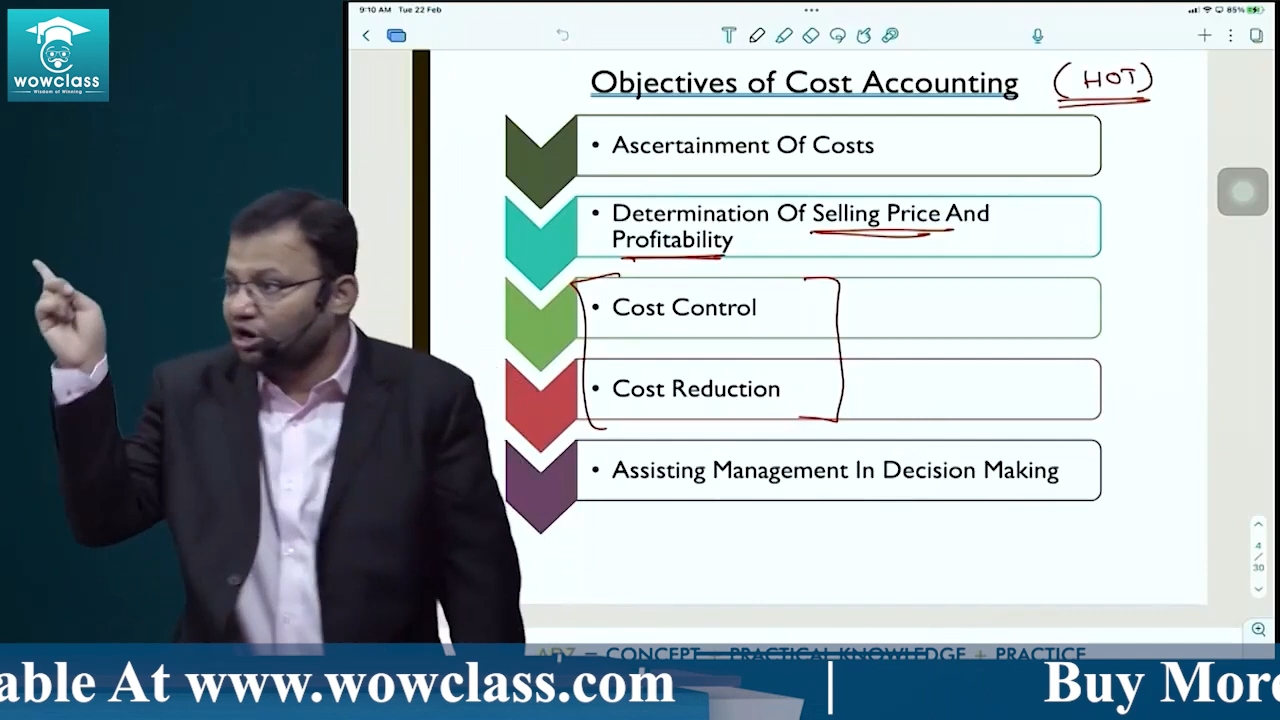 9:10 AM Tue 22 Feb
85%
wowclass
Wisdom of Winning
Objectives of Cost Accounting (HOT)
• Ascertainment Of Costs
• Determination Of Selling Price And
Profitability
• Cost Control
• Cost Reduction
• Assisting Management In Decision Making
4
/
30
ADZ = CONCEPT + PRACTICAL KNOWLEDGE + PRACTICE
able At www.wowclass.com | Buy More